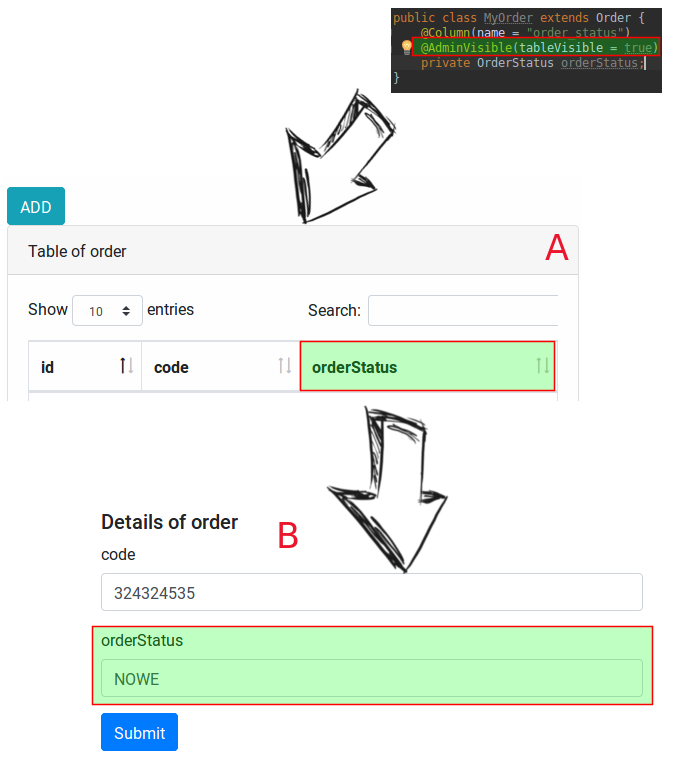 public class MyOrder extends Order {
@Column(name = "order_status")
@AdminVisible(tableVisible = true)
private OrderStatus orderStatus;
}
ADD
Table of order
A
Show 10 entries Search:
id code orderStatus
Details of order
B
code
324324535
orderStatus
NOWE
Submit